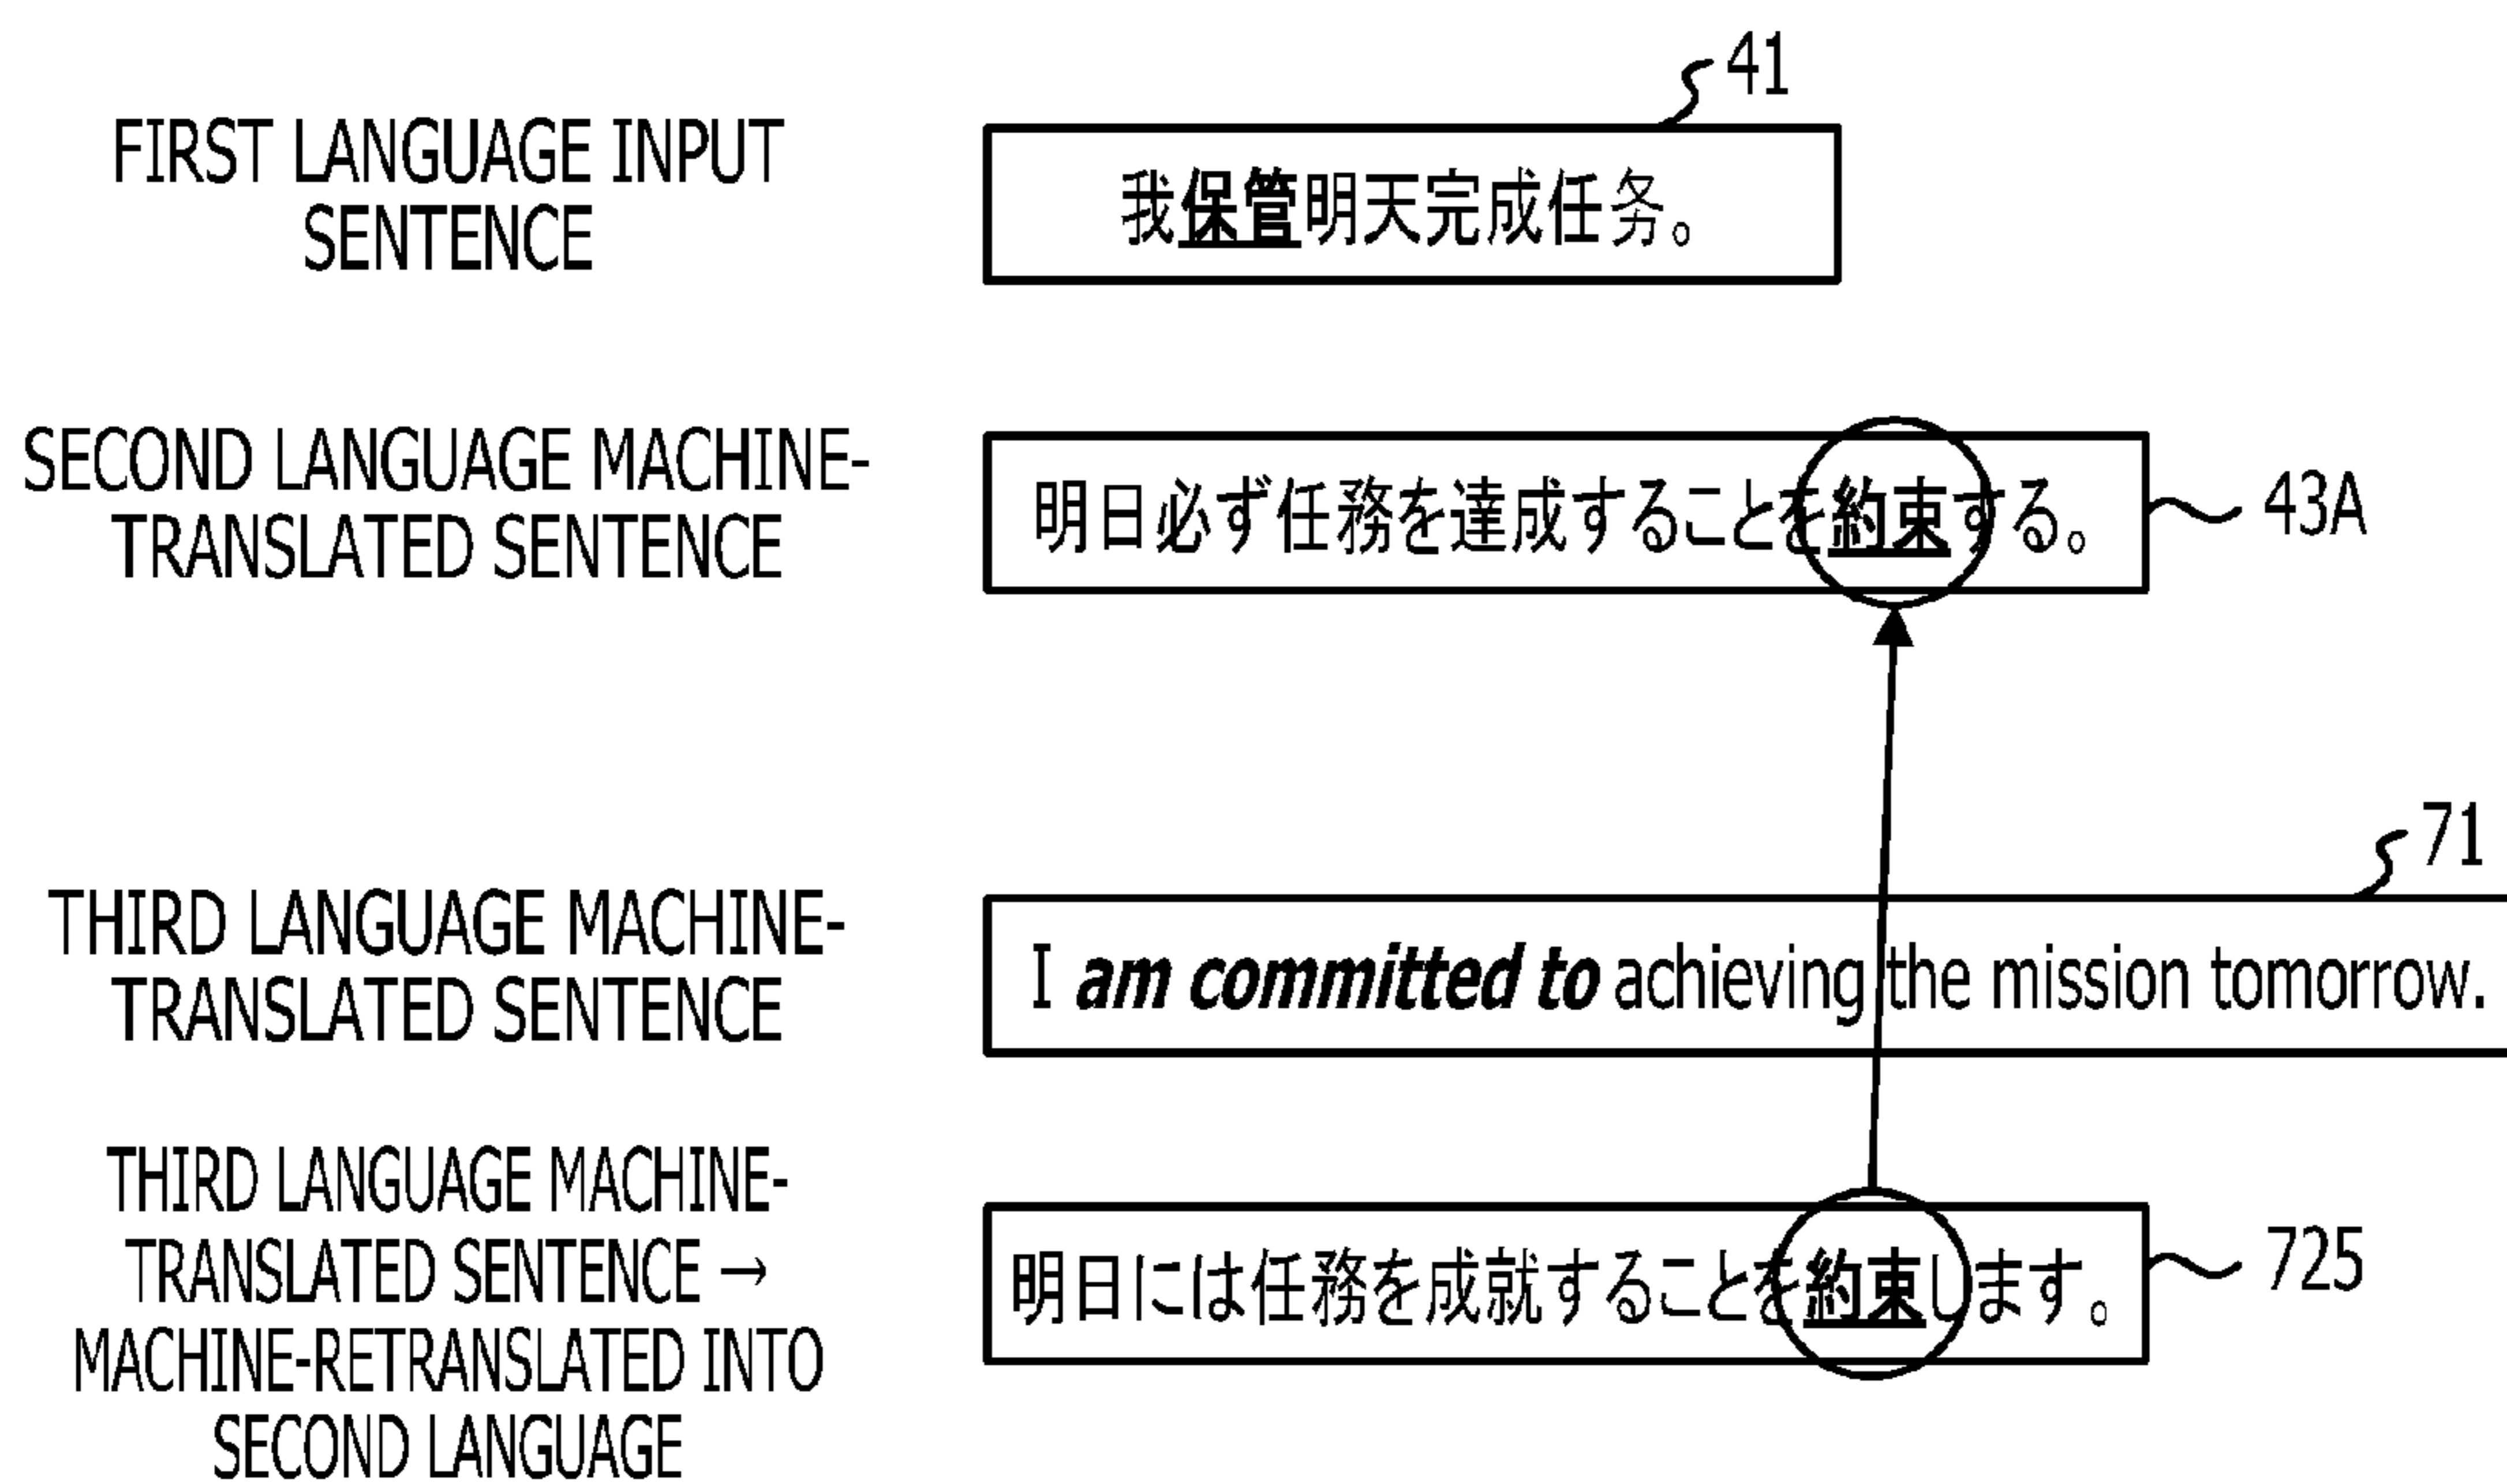 41
FIRST LANGUAGE INPUT
SENTENCE
我保管明天完成任务。
SECOND LANGUAGE MACHINE-
TRANSLATED SENTENCE
明日必ず任務を達成することを約束する。
43A
71
THIRD LANGUAGE MACHINE-
TRANSLATED SENTENCE
I am committed to achieving the mission tomorrow.
THIRD LANGUAGE MACHINE-
TRANSLATED SENTENCE →
MACHINE-RETRANSLATED INTO
SECOND LANGUAGE
明日には任務を成就することを約束します。
725